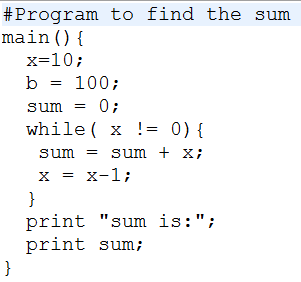 #Program to find the sum
main(){
  x=10;
  b = 100;
  sum = 0;
  while( x != 0){
   sum = sum + x;
   x = x-1;
  }
  print "sum is:";
  print sum;
}